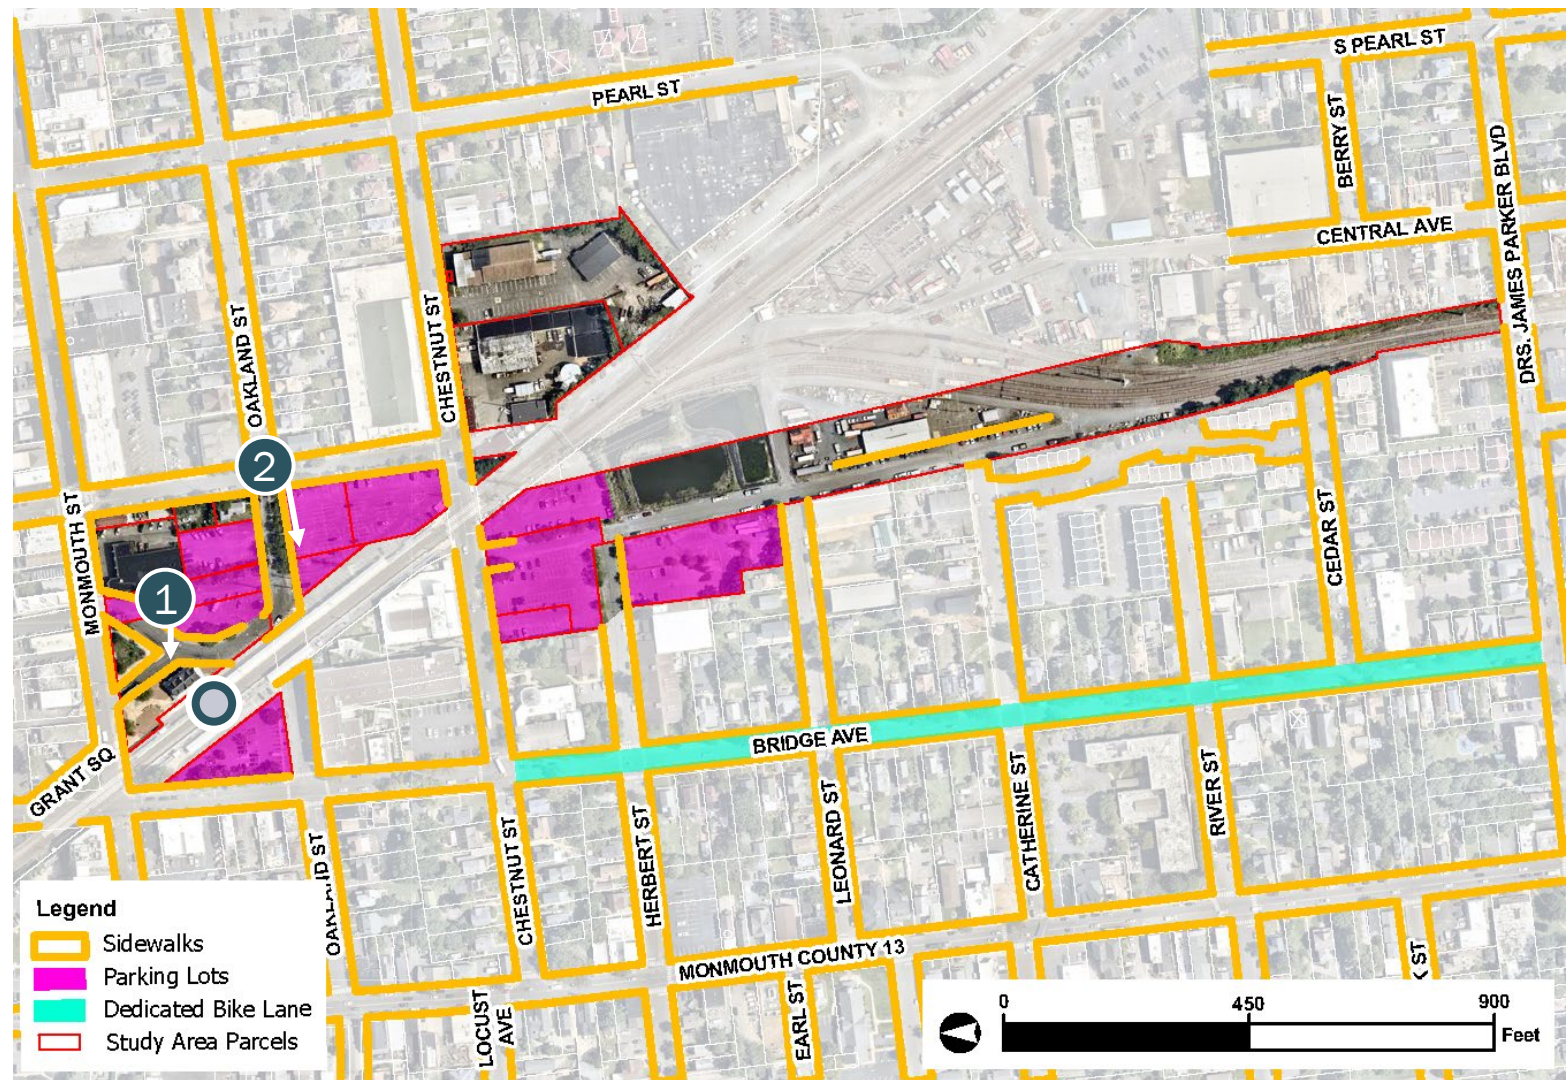 S PEARL ST
PEARL ST
BERRY ST
DRS. JAMES PARKER BLVD
CENTRAL AVE
OAKLAND ST
CHESTNUT ST
2
MONMOUTH ST
1
CEDAR ST
BRIDGE AVE
GRANT SQ
OAKLAND ST
CHESTNUT ST
HERBERT ST
LEONARD ST
CATHERINE ST
RIVER ST
MONMOUTH COUNTY 13
LOCUST
AVE
EARL ST
K ST
Legend
Sidewalks
Parking Lots
Dedicated Bike Lane
Study Area Parcels
0 450 900
Feet